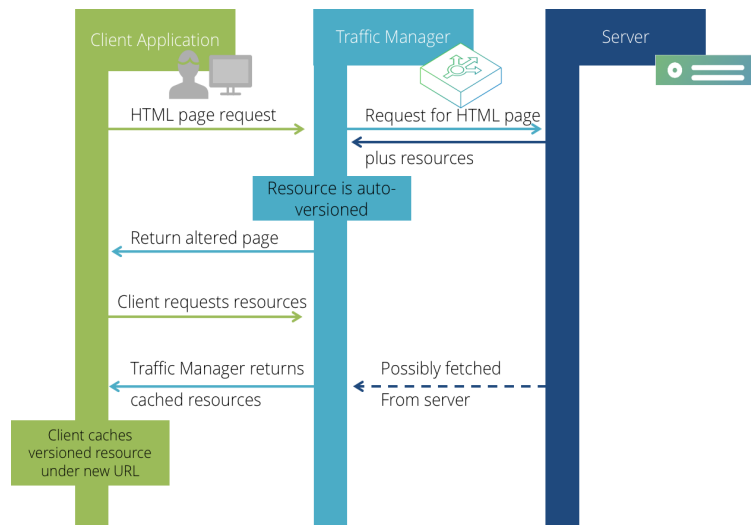 Client Application
Traffic Manager
Server
HTML page request
Request for HTML page
plus resources
Resource is auto-
versioned
Return altered page
Client requests resources
Traffic Manager returns
cached resources
Possibly fetched
From server
Client caches
versioned resource
under new URL